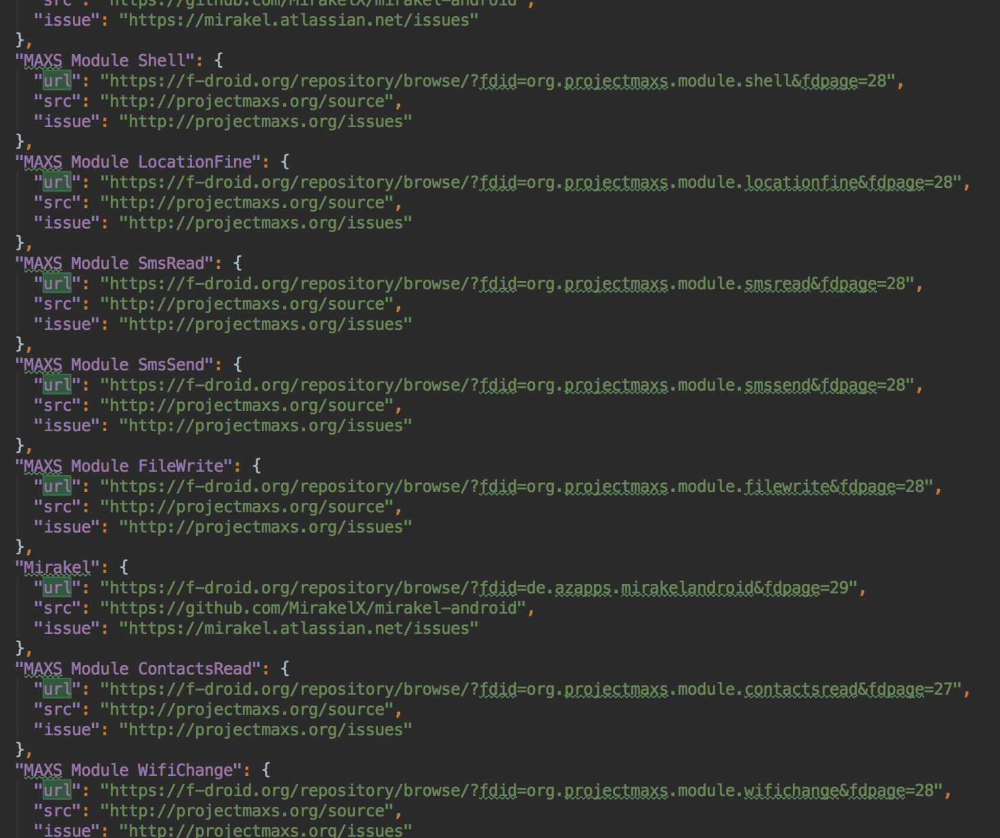 "src": "https://github.com/MirakelX/mirakel-android",
"issue": "https://mirakel.atlassian.net/issues"
},
"MAXS Module Shell": {
"url": "https://f-droid.org/repository/browse/?fdid=org.projectmaxs.module.shell&fdpage=28",
"src": "http://projectmaxs.org/source",
"issue": "http://projectmaxs.org/issues"
},
"MAXS Module LocationFine": {
"url": "https://f-droid.org/repository/browse/?fdid=org.projectmaxs.module.locationfine&fdpage=28",
"src": "http://projectmaxs.org/source",
"issue": "http://projectmaxs.org/issues"
},
"MAXS Module SmsRead": {
"url": "https://f-droid.org/repository/browse/?fdid=org.projectmaxs.module.smsread&fdpage=28",
"src": "http://projectmaxs.org/source",
"issue": "http://projectmaxs.org/issues"
},
"MAXS Module SmsSend": {
"url": "https://f-droid.org/repository/browse/?fdid=org.projectmaxs.module.smssend&fdpage=28",
"src": "http://projectmaxs.org/source",
"issue": "http://projectmaxs.org/issues"
},
"MAXS Module FileWrite": {
"url": "https://f-droid.org/repository/browse/?fdid=org.projectmaxs.module.filewrite&fdpage=28",
"src": "http://projectmaxs.org/source",
"issue": "http://projectmaxs.org/issues"
},
"Mirakel": {
"url": "https://f-droid.org/repository/browse/?fdid=de.azapps.mirakelandroid&fdpage=29",
"src": "https://github.com/MirakelX/mirakel-android",
"issue": "https://mirakel.atlassian.net/issues"
},
"MAXS Module ContactsRead": {
"url": "https://f-droid.org/repository/browse/?fdid=org.projectmaxs.module.contactsread&fdpage=27",
"src": "http://projectmaxs.org/source",
"issue": "http://projectmaxs.org/issues"
},
"MAXS Module WifiChange": {
"url": "https://f-droid.org/repository/browse/?fdid=org.projectmaxs.module.wifichange&fdpage=28",
"src": "http://projectmaxs.org/source",
"issue": "http://projectmaxs.org/issues"